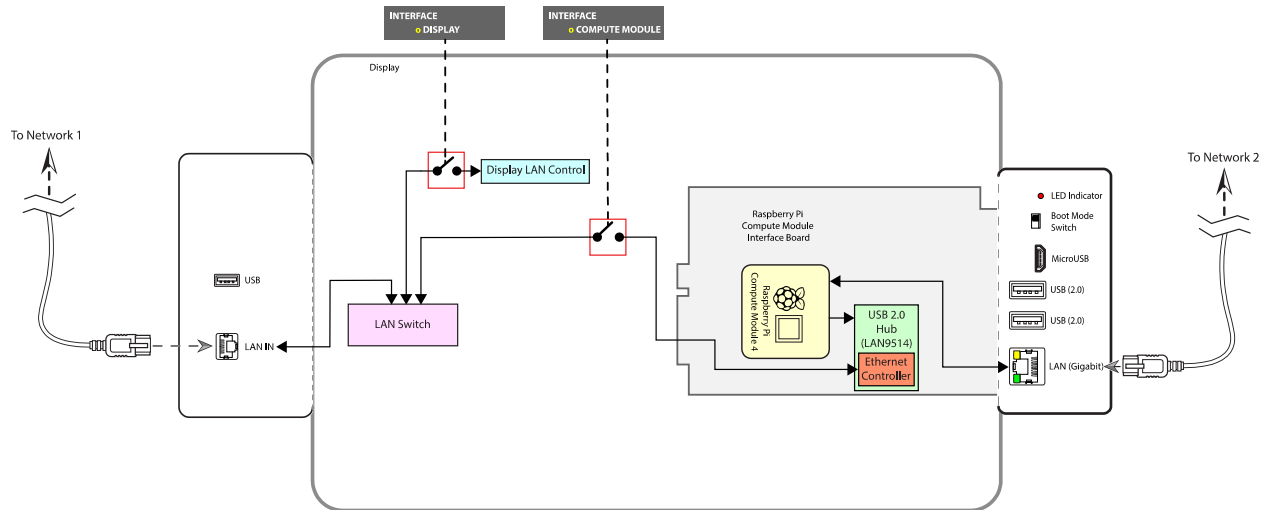 INTERFACE
o DISPLAY
INTERFACE
o COMPUTE MODULE
Display
To Network 1
To Network 2
Display LAN Control
LED Indicator
Boot Mode
Switch
Raspberry Pi
Compute Module
Interface Board
MicroUSB
USB
USB (2.0)
Raspberry Pi
Compute Module 4
USB 2.0
Hub
(LAN9514)
USB (2.0)
LAN Switch
LAN IN
Ethernet
Controller
LAN (Gigabit)